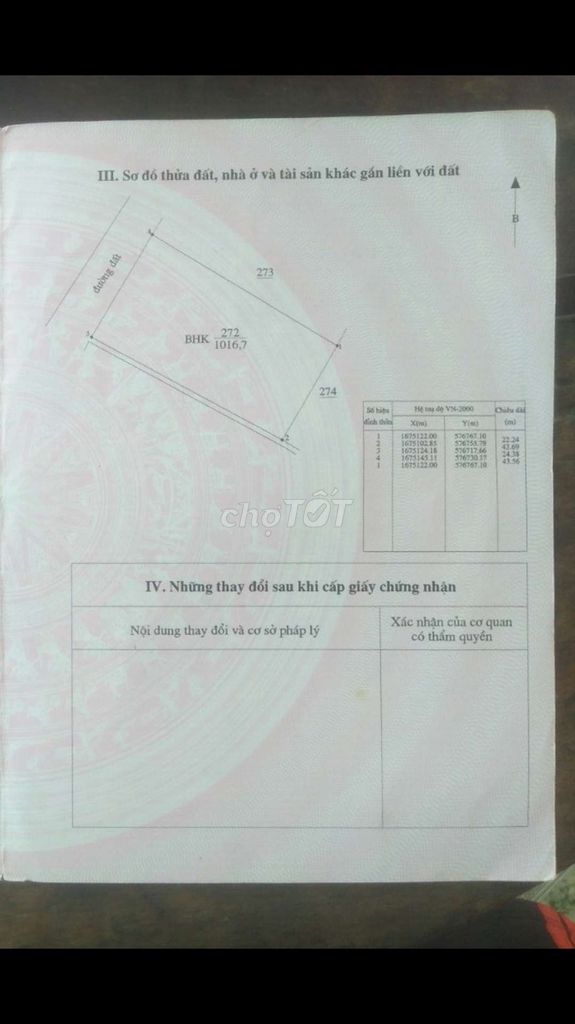 III. Sơ đồ thửa đất, nhà ở và tài sản khác gắn liền với đất
B
4
đường đất
273
3
BHK 272
1016,7
1
274
2
Số hiệu đỉnh thửa
Hệ toạ độ VN-2000
Chiều dài (m)
X(m) Y(m)
1 1675122.00 576767.10
22.24
2 1675102.85 576755.79
43.69
3 1675124.18 576717.66
24.38
4 1675145.11 576730.17
43.56
1 1675122.00 576767.10
chợTỐT
IV. Những thay đổi sau khi cấp giấy chứng nhận
Nội dung thay đổi và cơ sở pháp lý
Xác nhận của cơ quan
có thẩm quyền